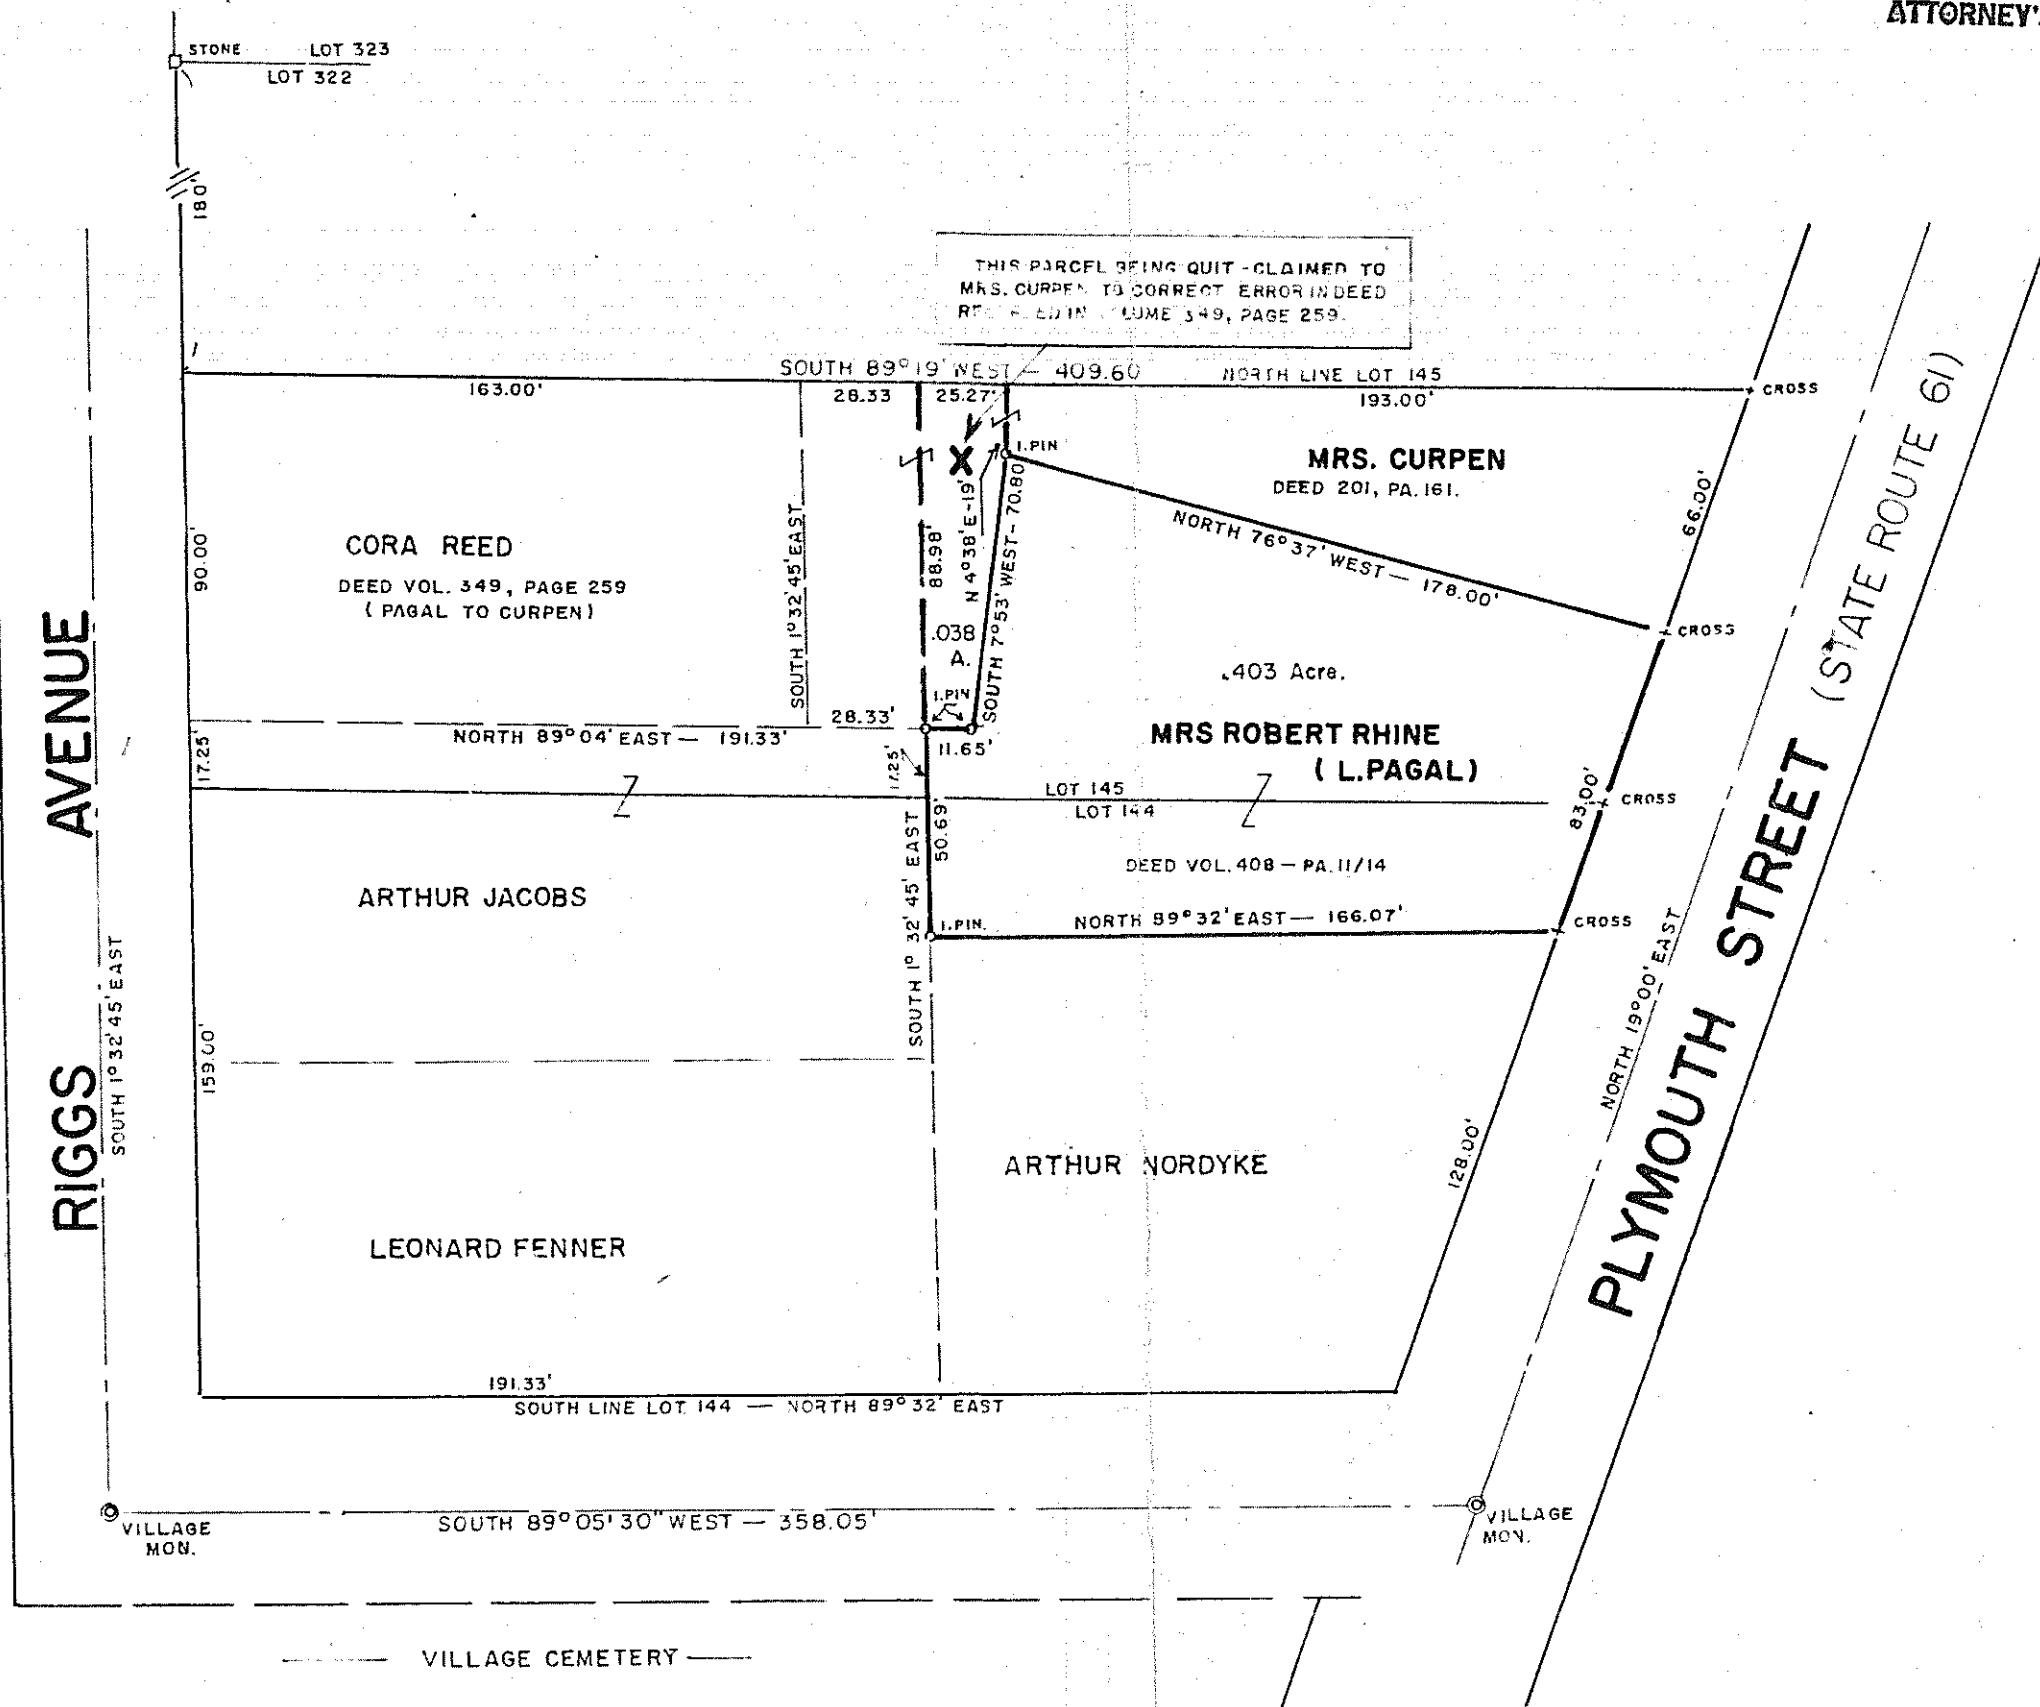 ATTORNEY'
STONE
LOT 323
LOT 322
180'
THIS PARCEL BEING QUIT-CLAIMED TO
MRS. CURPEN TO CORRECT ERROR IN DEED
IN VOLUME 349, PAGE 259.
SOUTH 89°19' WEST — 409.60
NORTH LINE LOT 145
163.00'
28.33
25.27'
193.00'
CROSS
X
I.PIN
MRS. CURPEN
DEED 201, PA. 161.
66.00'
NORTH 76°37' WEST — 178.00'
CROSS
CORA REED
DEED VOL. 349, PAGE 259
( PAGAL TO CURPEN )
90.00'
SOUTH 1°32'45' EAST
88.98'
N 4°38' E-19'
SOUTH 7°53' WEST- 70.80
.038
A.
.403 Acre.
I.PIN
28.33'
NORTH 89°04' EAST — 191.33'
11.65'
17.25'
17.25'
MRS ROBERT RHINE
( L.PAGAL )
LOT 145
LOT 144
Z
Z
83.00'
CROSS
50.69'
DEED VOL. 408 — PA. 11/14
ARTHUR JACOBS
SOUTH 1° 32' 45' EAST
I.PIN.
NORTH 89°32' EAST — 166.07'
CROSS
RIGGS AVENUE
SOUTH 1°32'45' EAST
159.00'
NORTH 19°00' EAST
PLYMOUTH STREET (STATE ROUTE 61)
128.00'
ARTHUR NORDYKE
LEONARD FENNER
191.33'
SOUTH LINE LOT 144 — NORTH 89°32' EAST
SOUTH 89°05'30" WEST — 358.05'
VILLAGE
MON.
VILLAGE
MON.
VILLAGE CEMETERY